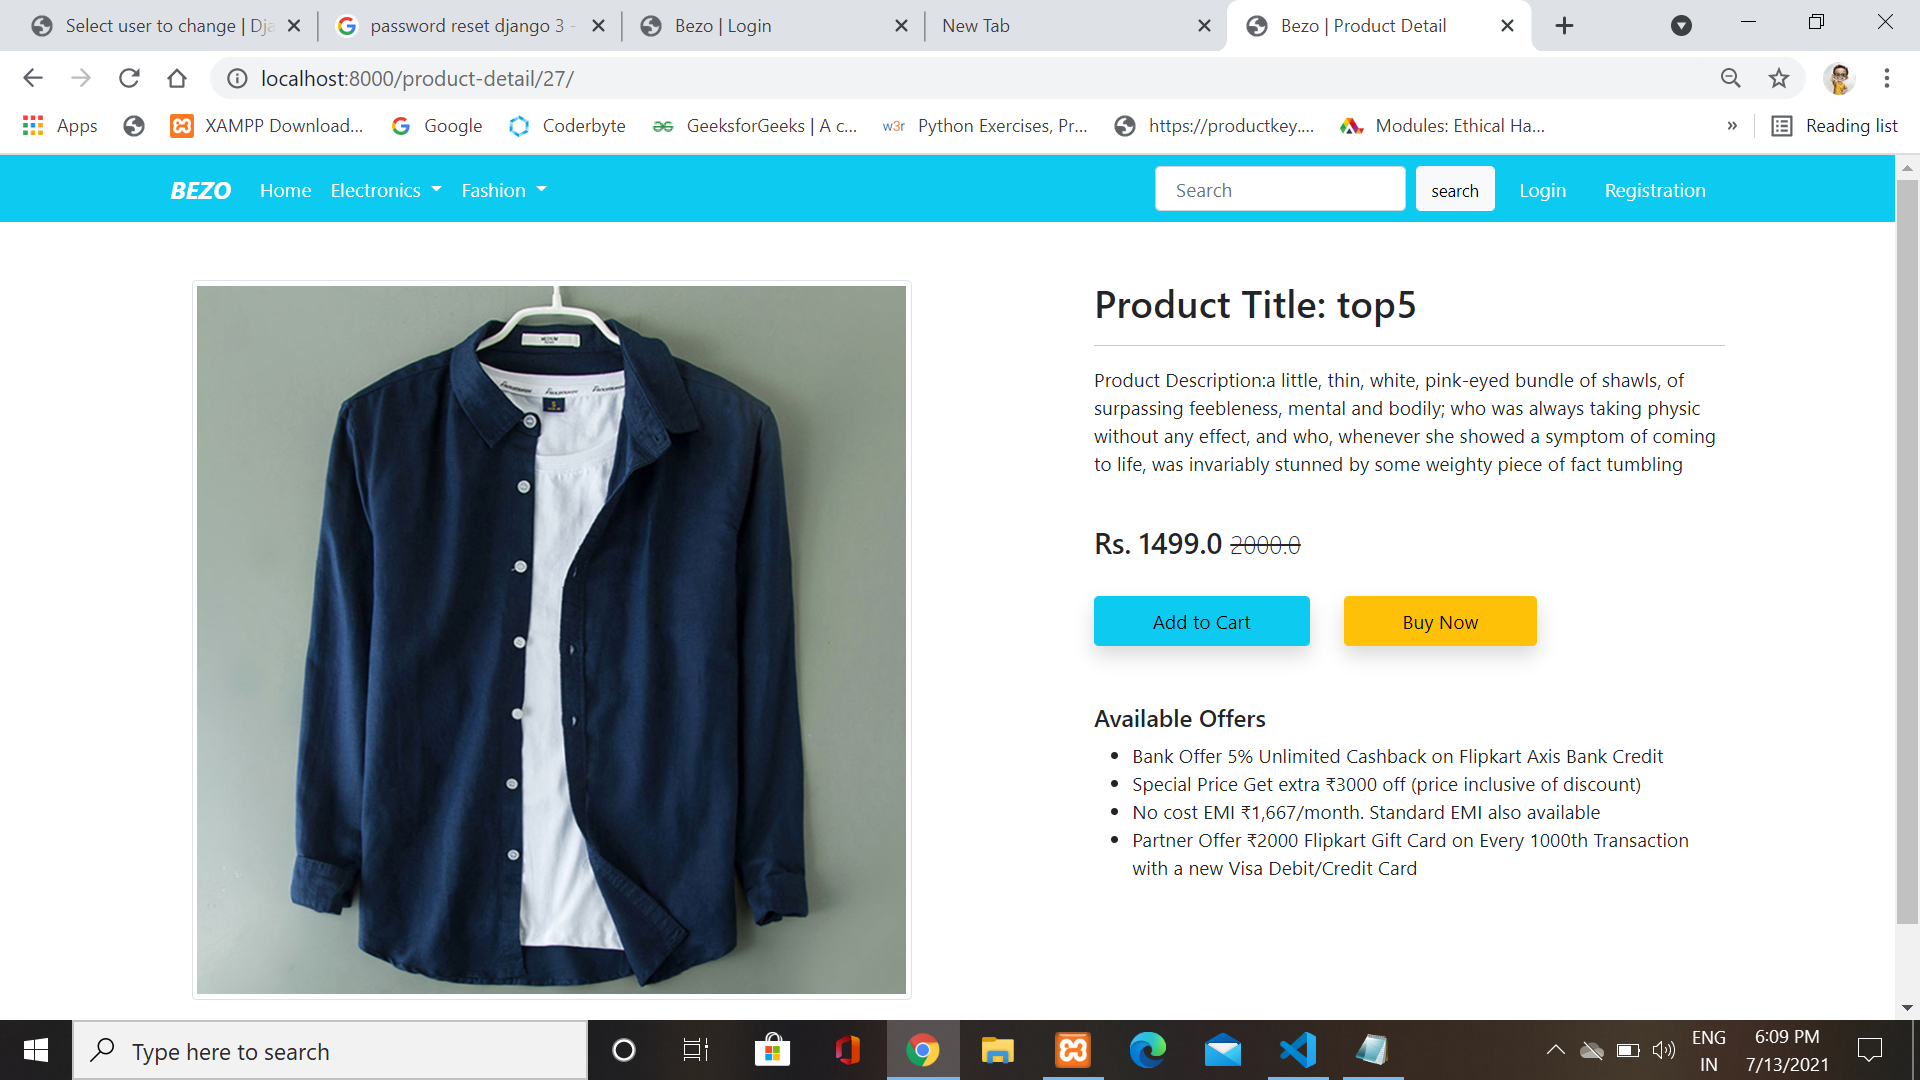 Select user to change | Dja
password reset django 3 -
Bezo | Login
New Tab
Bezo | Product Detail
localhost:8000/product-detail/27/
Apps
XAMPP Download...
Google
Coderbyte
GeeksforGeeks | A c...
w3r Python Exercises, Pr...
https://productkey....
Modules: Ethical Ha...
»
Reading list
BEZO
Home
Electronics
Fashion
Search
search
Login
Registration
MEDIUM
S
Product Title: top5
Product Description:a little, thin, white, pink-eyed bundle of shawls, of
surpassing feebleness, mental and bodily; who was always taking physic
without any effect, and who, whenever she showed a symptom of coming
to life, was invariably stunned by some weighty piece of fact tumbling
Rs. 1499.0 2000.0
Add to Cart
Buy Now
Available Offers
Bank Offer 5% Unlimited Cashback on Flipkart Axis Bank Credit
Special Price Get extra ₹3000 off (price inclusive of discount)
No cost EMI ₹1,667/month. Standard EMI also available
Partner Offer ₹2000 Flipkart Gift Card on Every 1000th Transaction
with a new Visa Debit/Credit Card
Type here to search
ENG
IN
6:09 PM
7/13/2021